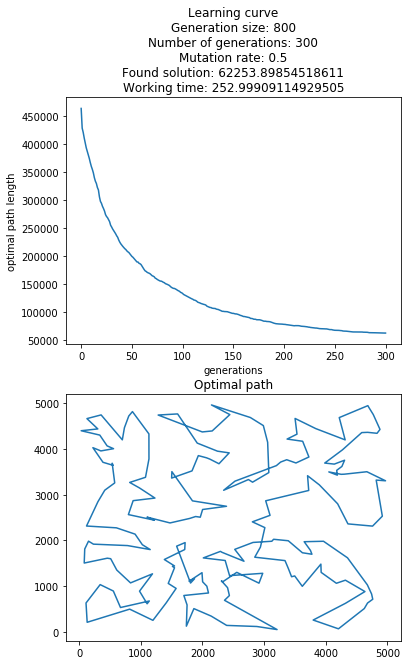 Learning curve
Generation size: 800
Number of generations: 300
Mutation rate: 0.5
Found solution: 62253.89854518611
Working time: 252.99909114929505
450000
400000
350000
300000
250000
200000
150000
100000
50000
optimal path length
0 50 100 150 200 250 300
generations
Optimal path
5000
4000
3000
2000
1000
0
0 1000 2000 3000 4000 5000